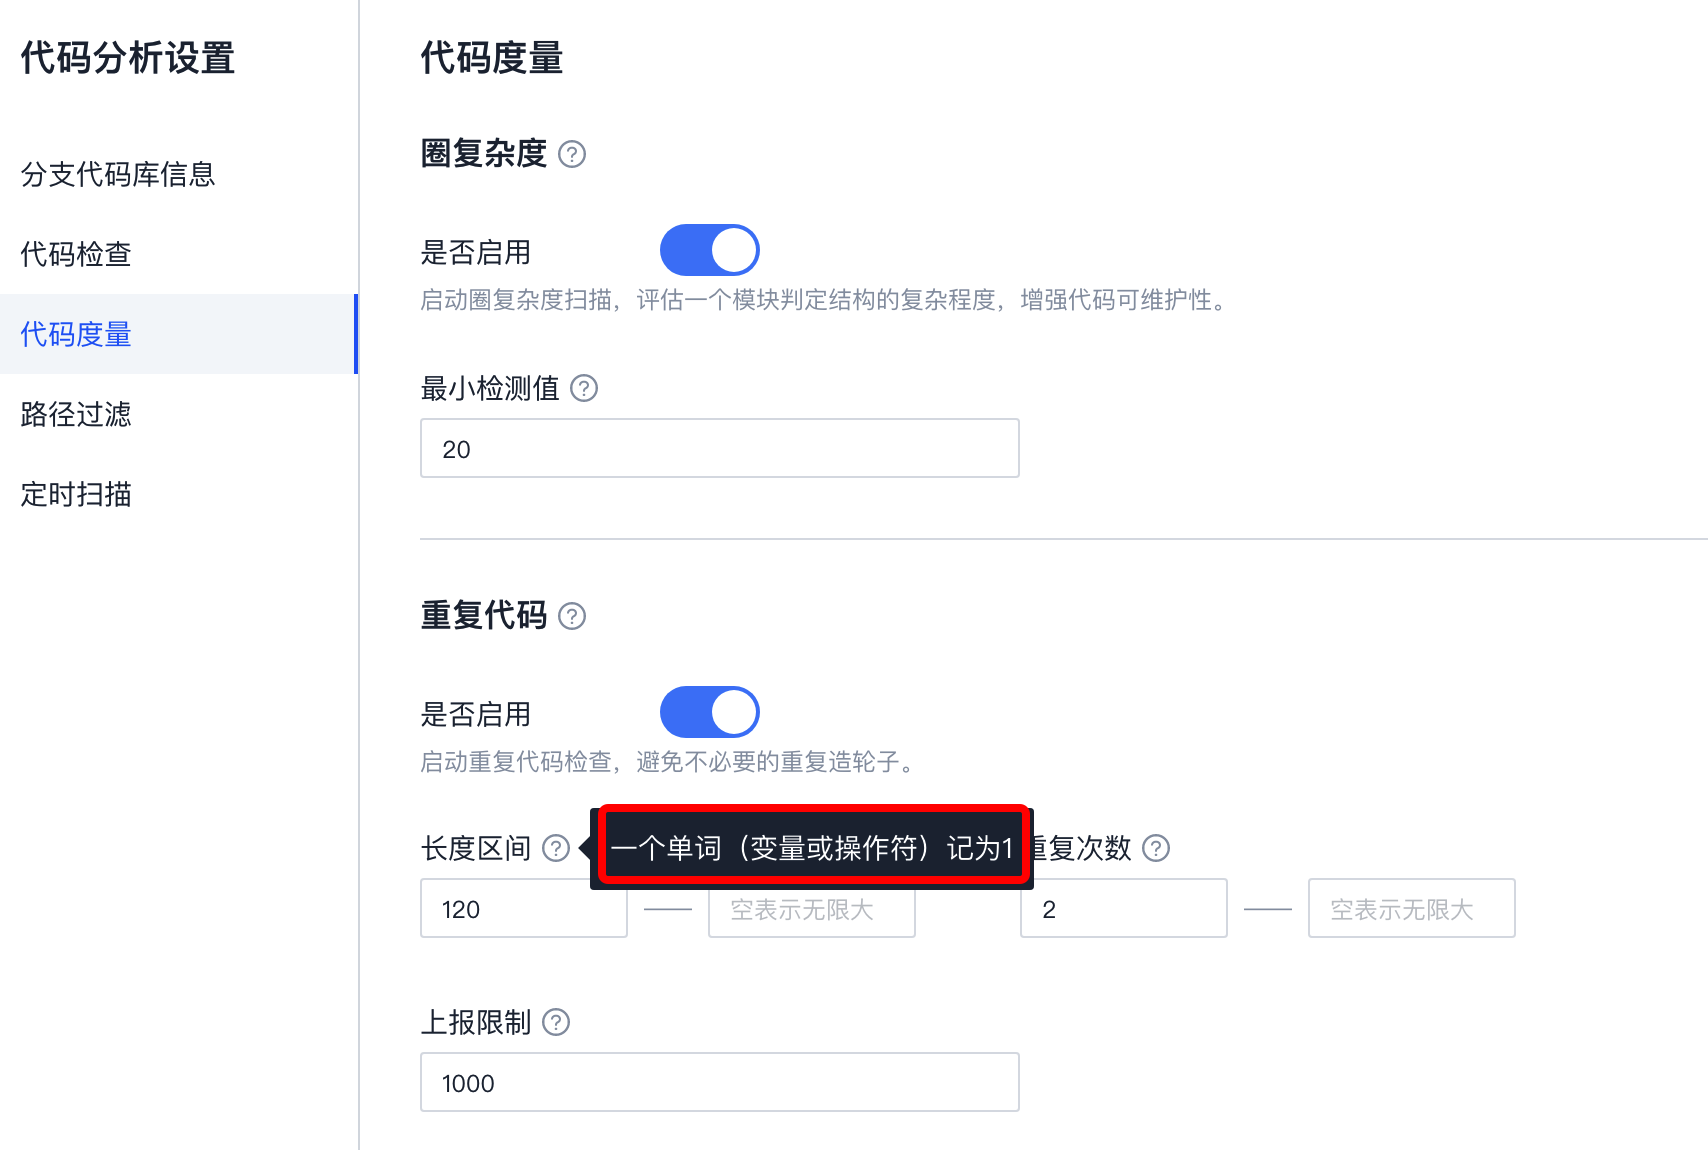 代码分析设置
分支代码库信息
代码检查
代码度量
路径过滤
定时扫描
代码度量
圈复杂度 ?
是否启用
启动圈复杂度扫描，评估一个模块判定结构的复杂程度，增强代码可维护性。
最小检测值 ?
20
重复代码 ?
是否启用
启动重复代码检查，避免不必要的重复造轮子。
长度区间 ? 一个单词（变量或操作符）记为1 重复次数 ?
120 空表示无限大 2 空表示无限大
上报限制 ?
1000